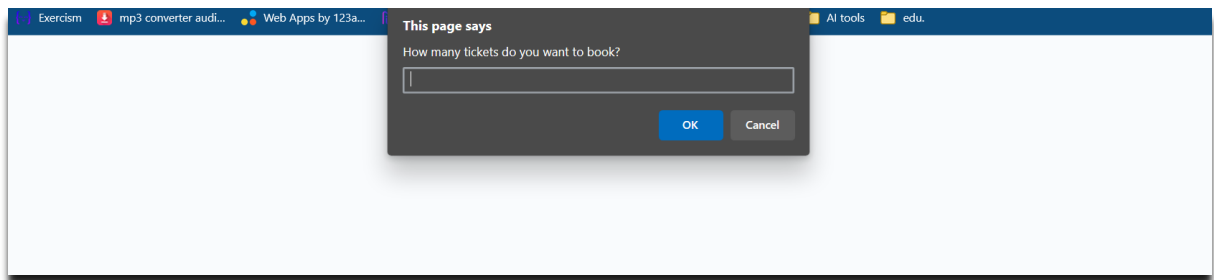 Exercism mp3 converter audi... Web Apps by 123a... AI tools edu.
This page says
How many tickets do you want to book?
OK Cancel